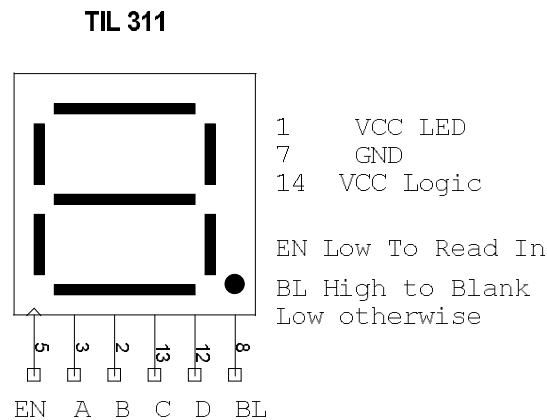 TIL 311
1 VCC LED
7 GND
14 VCC Logic
EN Low To Read In
BL High to Blank
Low otherwise
5 3 2 13 12 8
EN A B C D BL